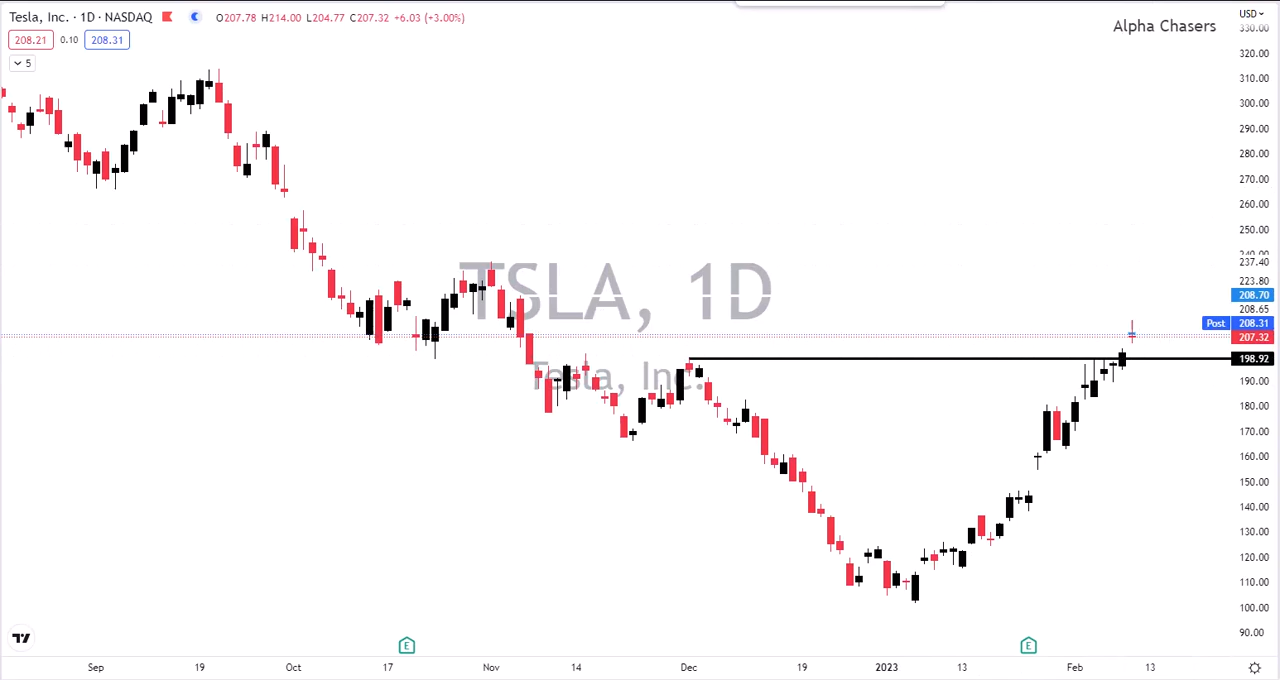 Tesla, Inc. · 1D · NASDAQ O207.78 H214.00 L204.77 C207.32 +6.03 (+3.00%)
208.21 0.10 208.31
5
Alpha Chasers
USD
330.00
320.00
310.00
300.00
290.00
280.00
270.00
260.00
250.00
240.00
237.40
223.80
208.70
208.65
Post 208.31
207.32
198.92
190.00
180.00
170.00
160.00
150.00
140.00
130.00
120.00
110.00
100.00
90.00
TSLA, 1D
Tesla, Inc.
E E
TV
Sep 19 Oct 17 Nov 14 Dec 19 2023 13 Feb 13